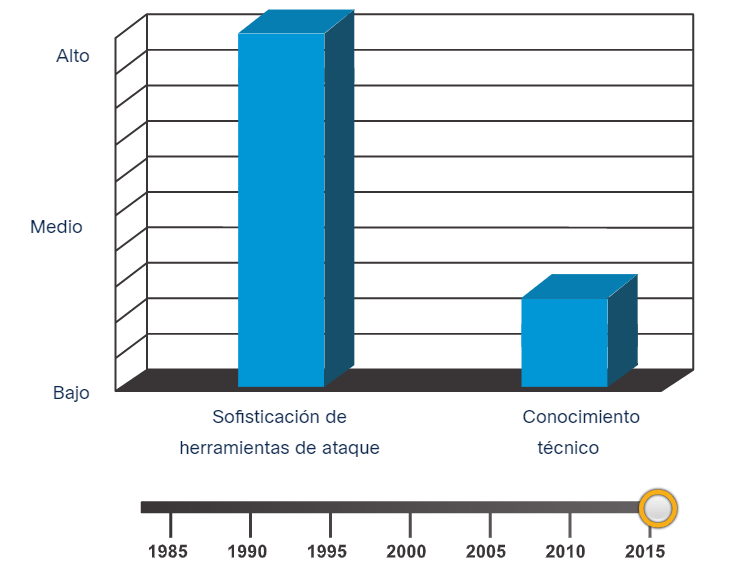 Alto
Medio
Bajo
Sofisticación de
herramientas de ataque
Conocimiento
técnico
1985 1990 1995 2000 2005 2010 2015